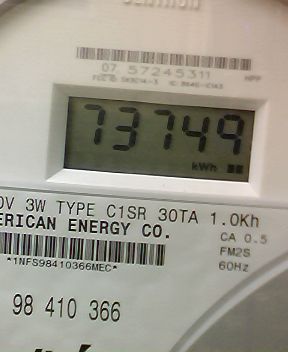 07 57245311
HPP
73749
kWh
0V 3W TYPE C1SR 30TA 1.0Kh
ERICAN ENERGY CO.
CA 0.5
FM2S
*1NFS98410366MEC*
60Hz
98 410 366